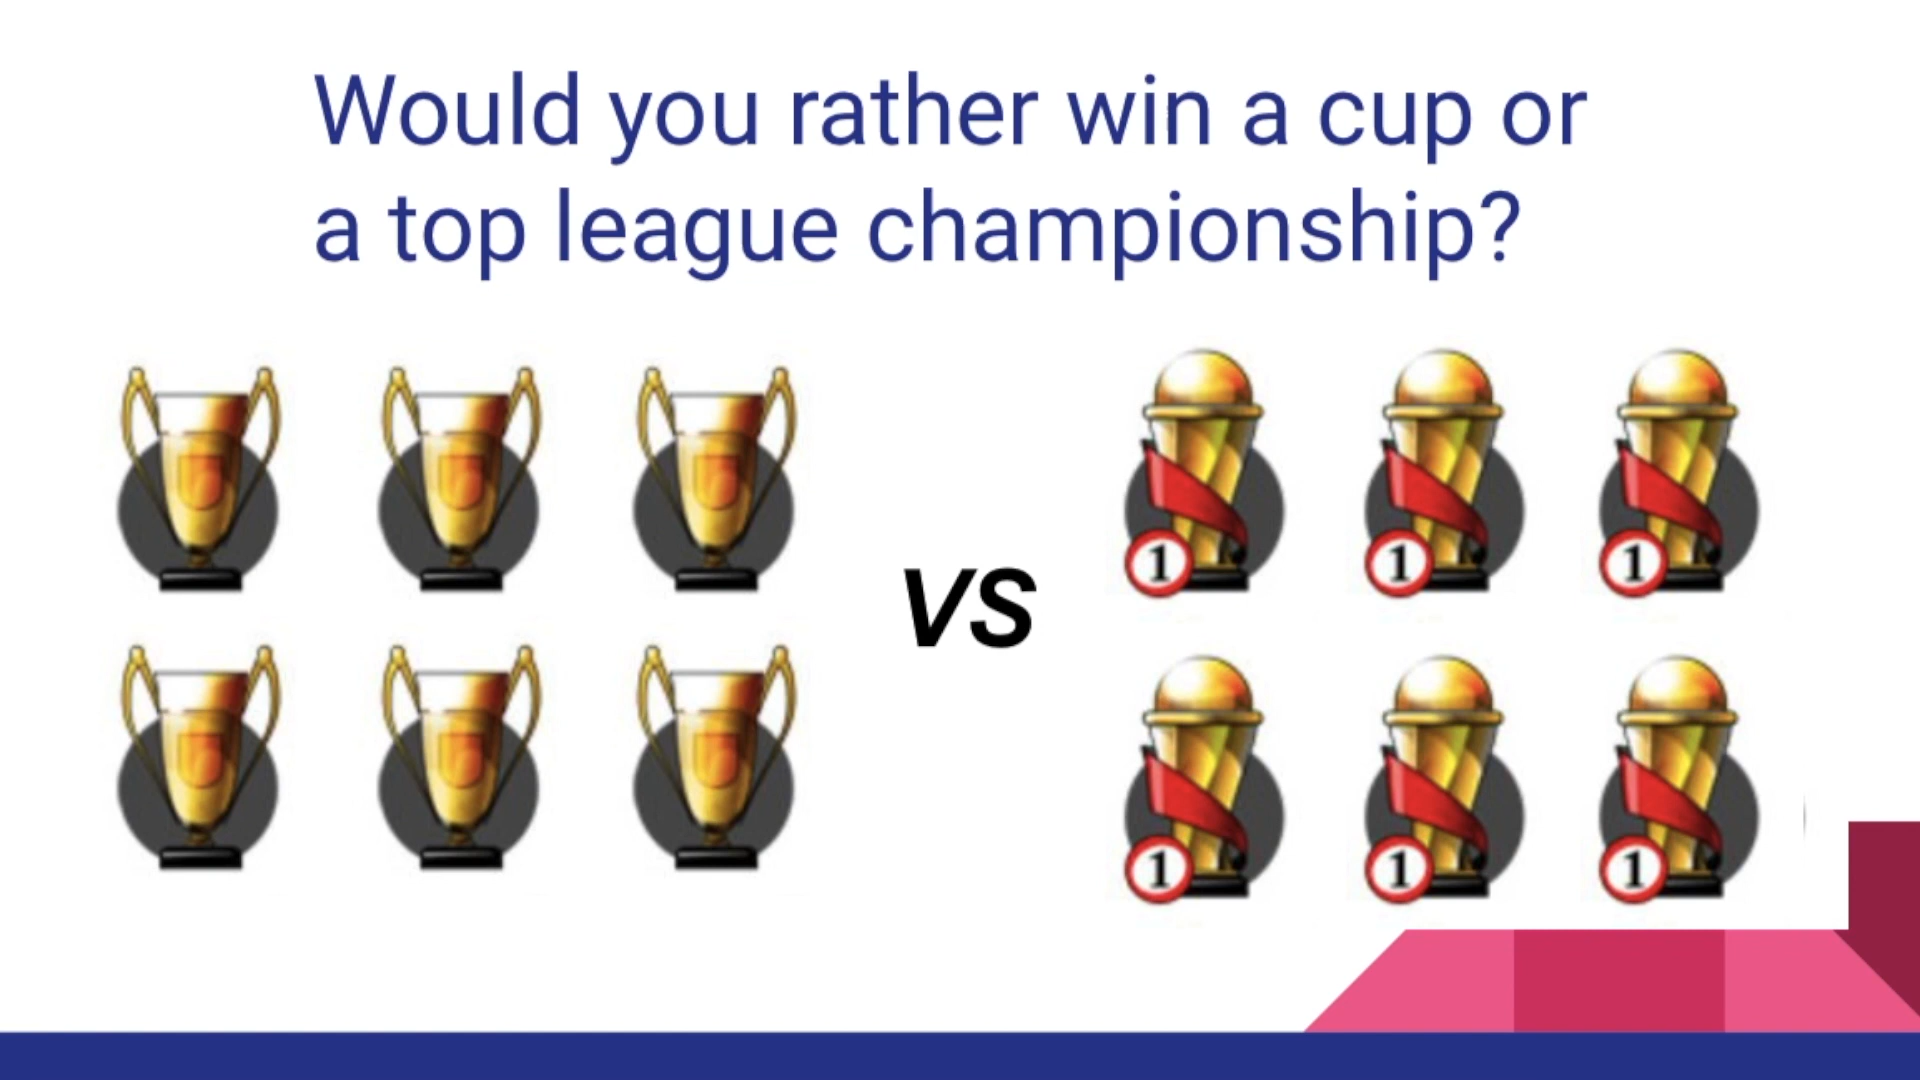 Would you rather win a cup or
a top league championship?
VS
1 1 1
1 1 1